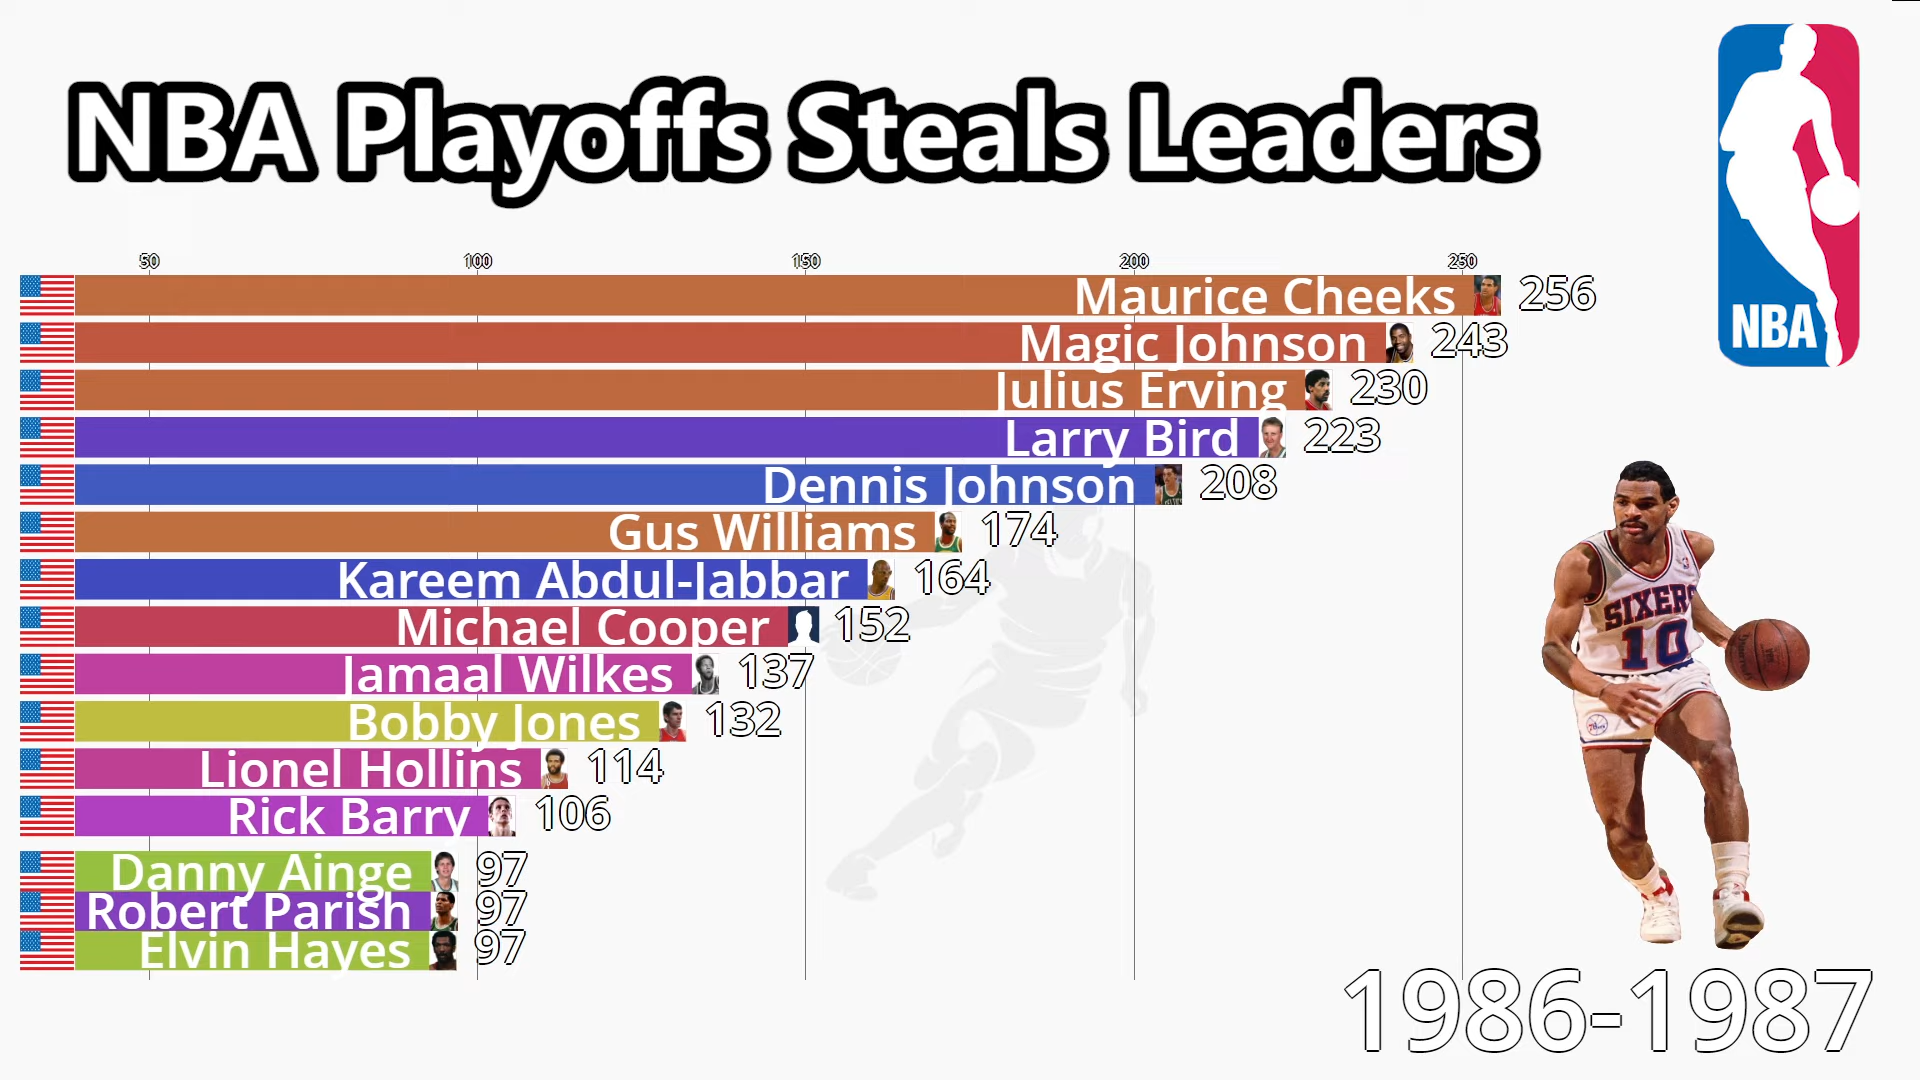 NBA Playoffs Steals Leaders
NBA
50 100 150 200 250
Maurice Cheeks 256
Magic Johnson 243
Julius Erving 230
Larry Bird 223
Dennis Johnson 208
Gus Williams 174
Kareem Abdul-Jabbar 164
Michael Cooper 152
Jamaal Wilkes 137
Bobby Jones 132
Lionel Hollins 114
Rick Barry 106
Danny Ainge 97
Robert Parish 97
Elvin Hayes 97
SIXERS
10
1986-1987